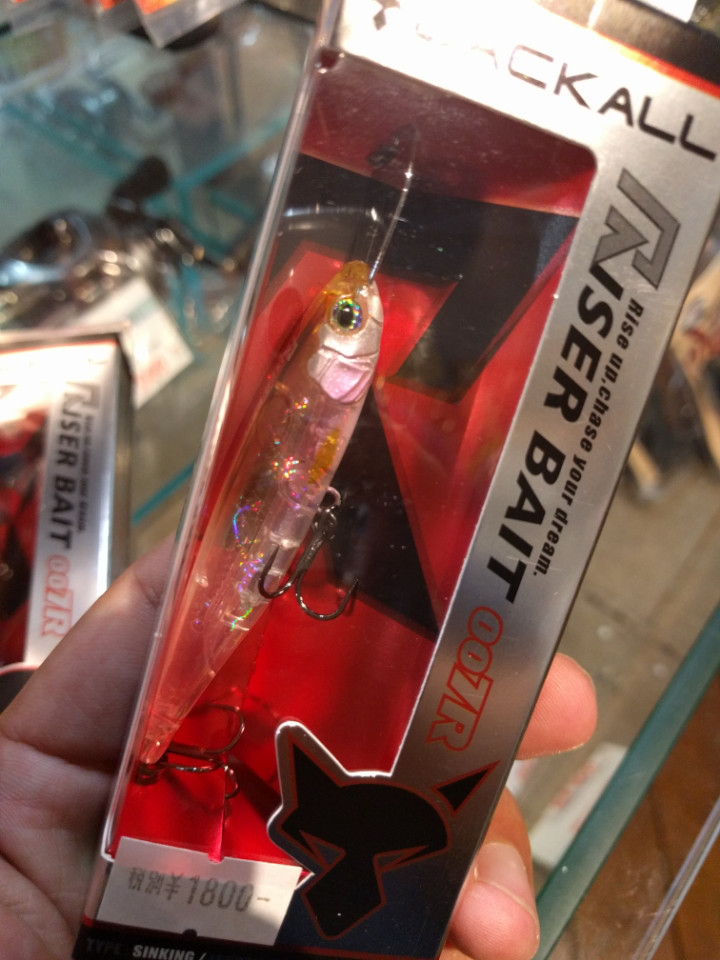 JACKALL
RISER BAIT 007R
Rise up, chase your dream.
税別¥1800-
TYPE: SINKING/
RISER BAIT 007R